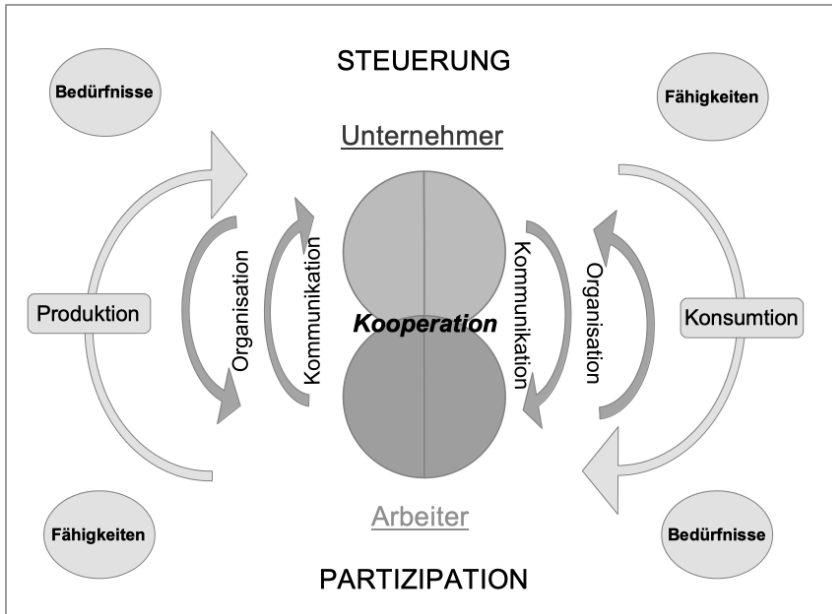 STEUERUNG
Bedürfnisse
Fähigkeiten
Unternehmer
Organisation
Kommunikation
Kommunikation
Organisation
Produktion
Kooperation
Konsumtion
Arbeiter
Fähigkeiten
Bedürfnisse
PARTIZIPATION